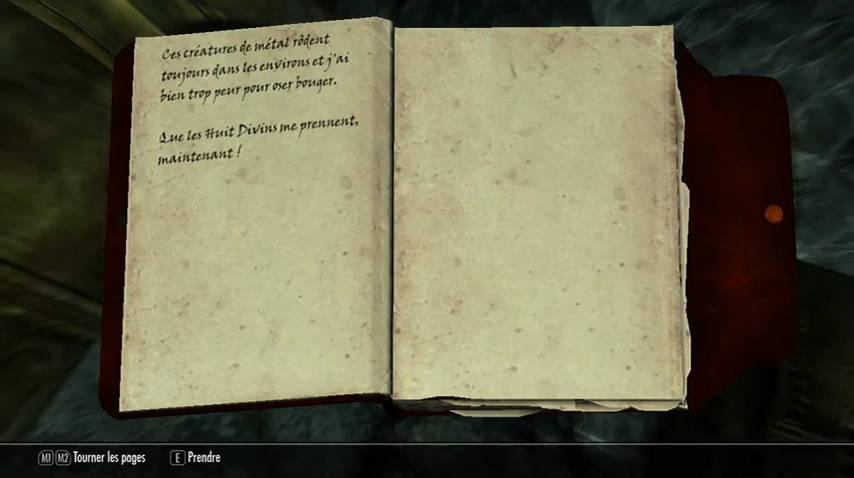 Ces créatures de métal rôdent
toujours dans les environs et j'ai
bien trop peur pour oser bouger.
Que les Huit Divins me prennent,
maintenant !
M1 M2 Tourner les pages E Prendre